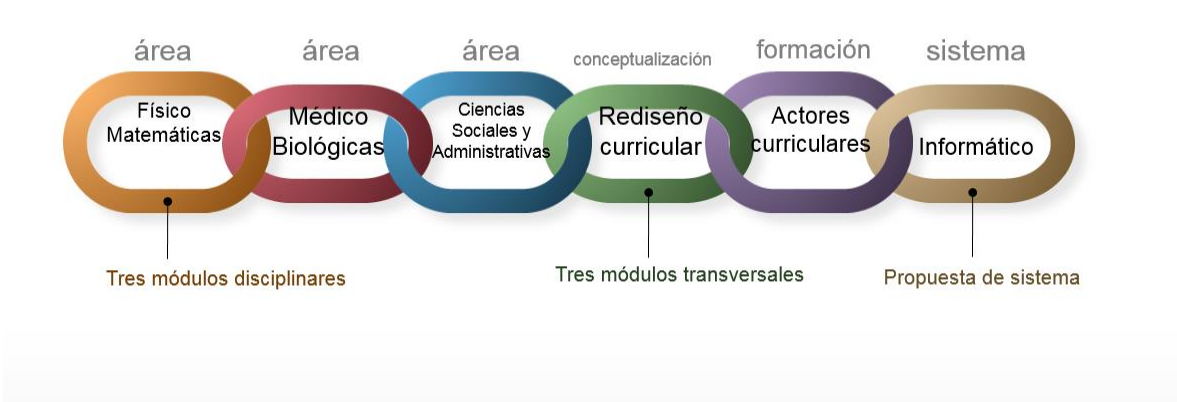 área
área
área
conceptualización
formación
sistema
Físico
Matemáticas
Médico
Biológicas
Ciencias
Sociales y
Administrativas
Rediseño
curricular
Actores
curriculares
Informático
Tres módulos disciplinares
Tres módulos transversales
Propuesta de sistema